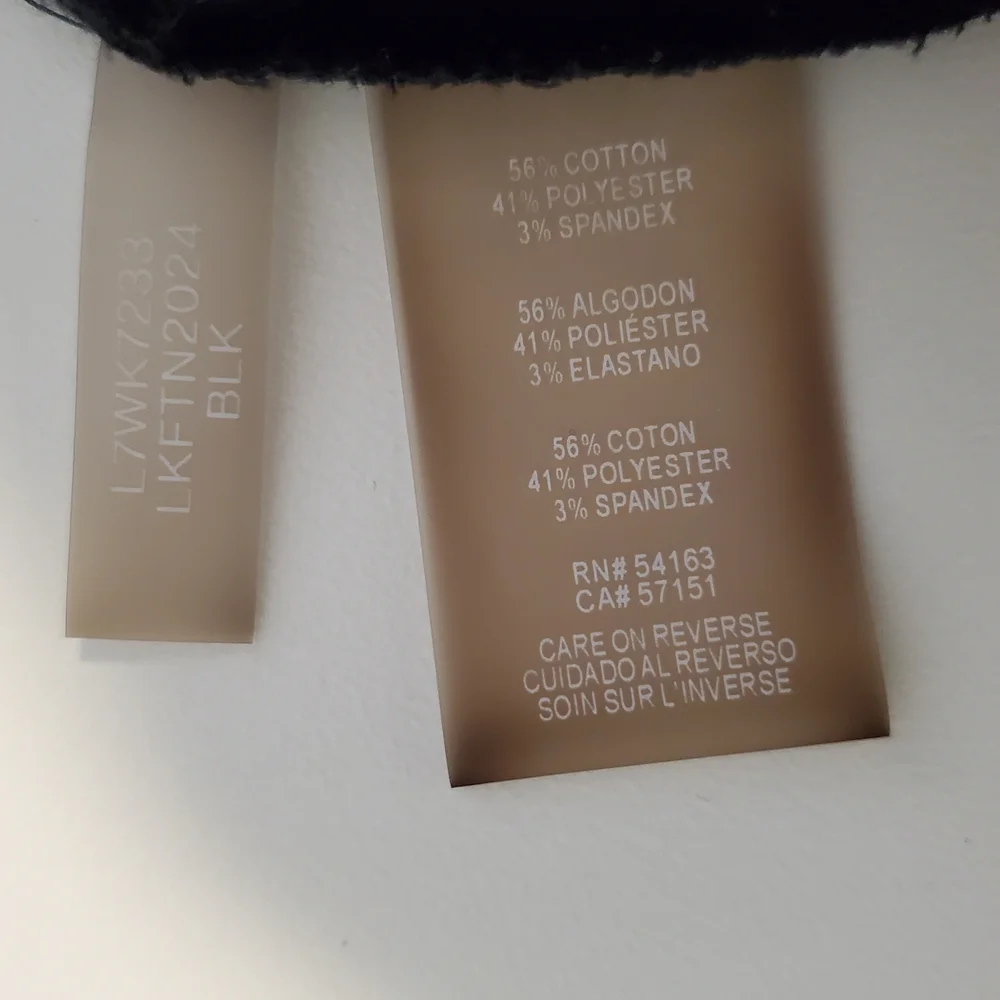 L7WK7233
LKFTN2024
BLK
56% COTTON
41% POLYESTER
3% SPANDEX
56% ALGODON
41% POLIÉSTER
3% ELASTANO
56% COTON
41% POLYESTER
3% SPANDEX
RN# 54163
CA# 57151
CARE ON REVERSE
CUIDADO AL REVERSO
SOIN SUR L'INVERSE